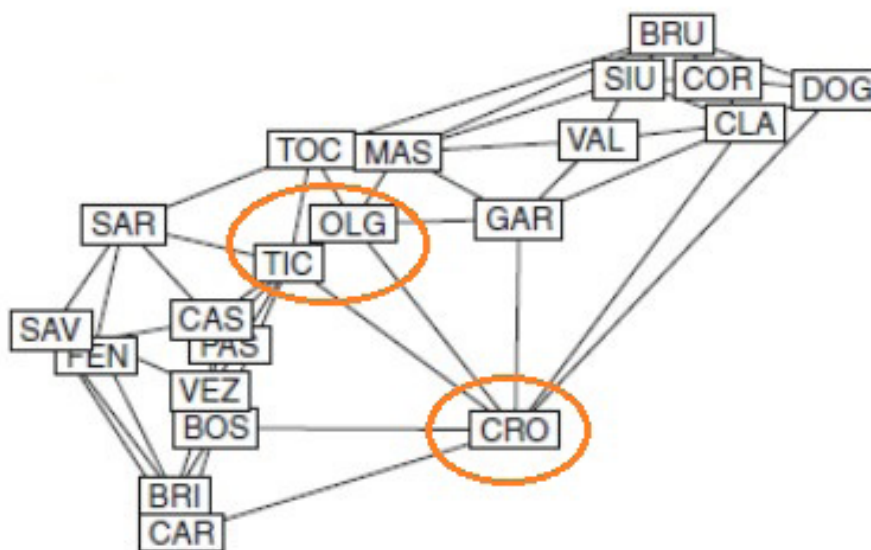 BRU
SIU
COR
DOG
CLA
VAL
TOC
MAS
SAR
OLG
GAR
TIC
CAS
SAV
PAS
FEN
VEZ
BOS
CRO
BRI
CAR